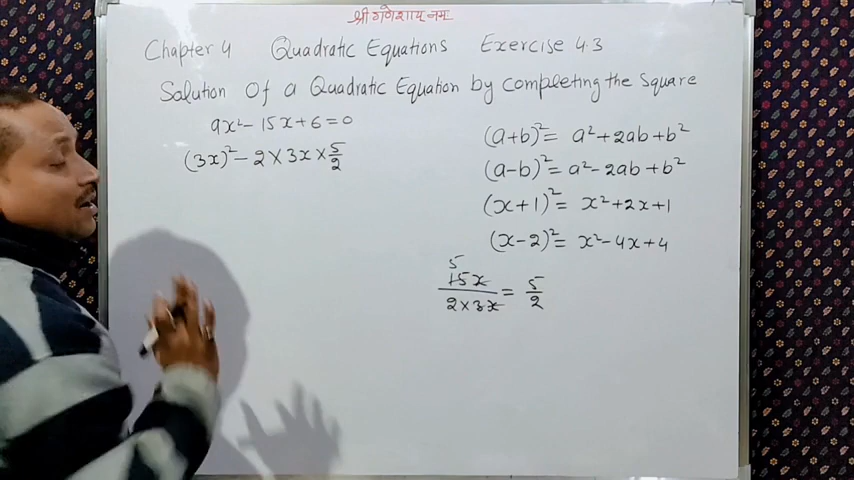 श्री गणेशाय नम
Chapter 4 Quadratic Equations Exercise 4.3
Solution Of a Quadratic Equation by completing the Square
9x² - 15x + 6 = 0
(3x)² - 2 × 3x × 5/2
(a+b)² = a² + 2ab + b²
(a-b)² = a² - 2ab + b²
(x+1)² = x² + 2x + 1
(x-2)² = x² - 4x + 4
5
15x / 2 × 3x = 5/2